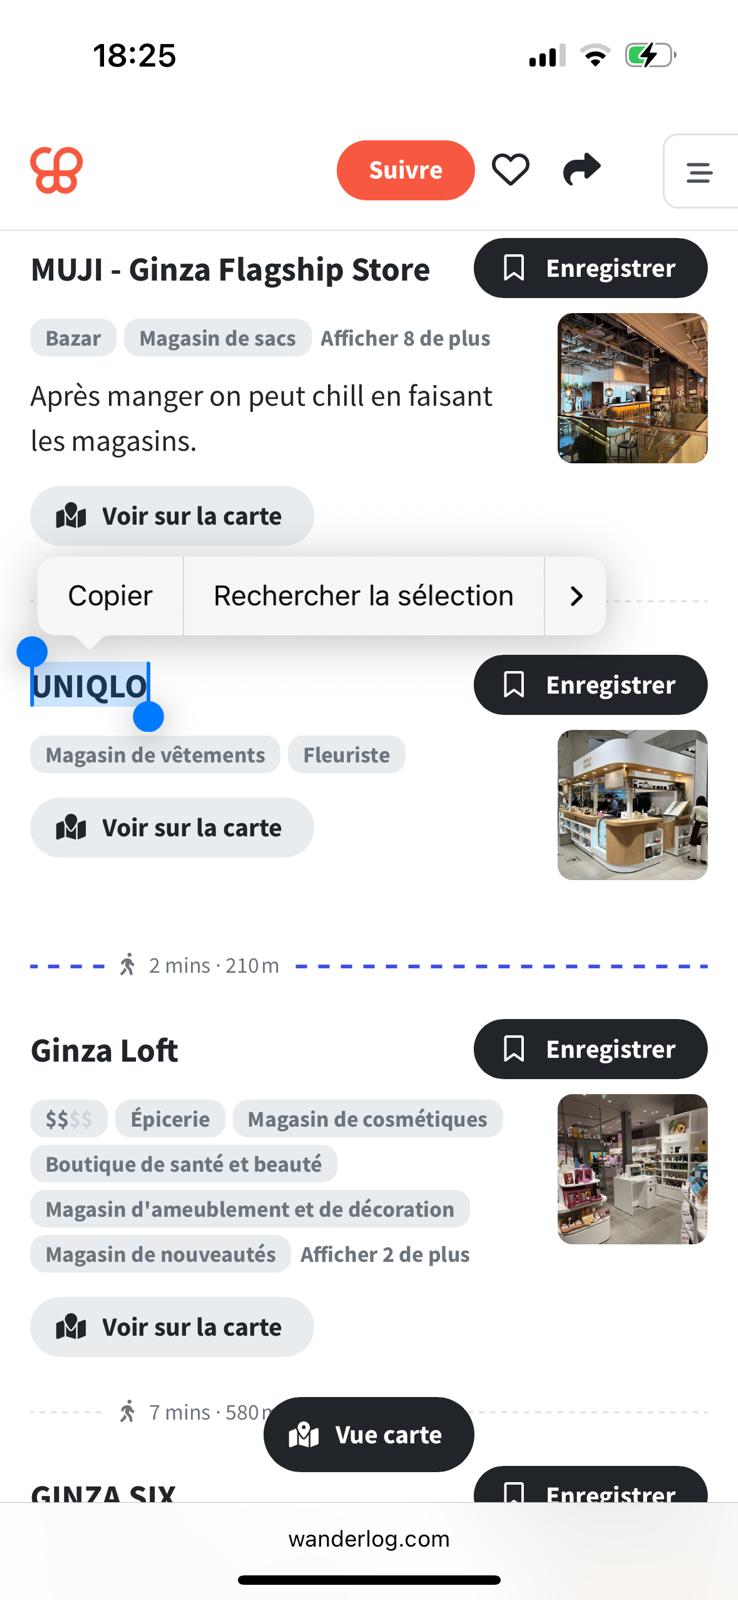 18:25
Suivre
MUJI - Ginza Flagship Store
Enregistrer
Bazar
Magasin de sacs
Afficher 8 de plus
Après manger on peut chill en faisant
les magasins.
Voir sur la carte
Copier
Rechercher la sélection
UNIQLO
Enregistrer
Magasin de vêtements
Fleuriste
Voir sur la carte
2 mins · 210 m
Ginza Loft
Enregistrer
$$$$
Épicerie
Magasin de cosmétiques
Boutique de santé et beauté
Magasin d'ameublement et de décoration
Magasin de nouveautés
Afficher 2 de plus
Voir sur la carte
7 mins · 580 m
Vue carte
GINZA SIX
Enregistrer
wanderlog.com